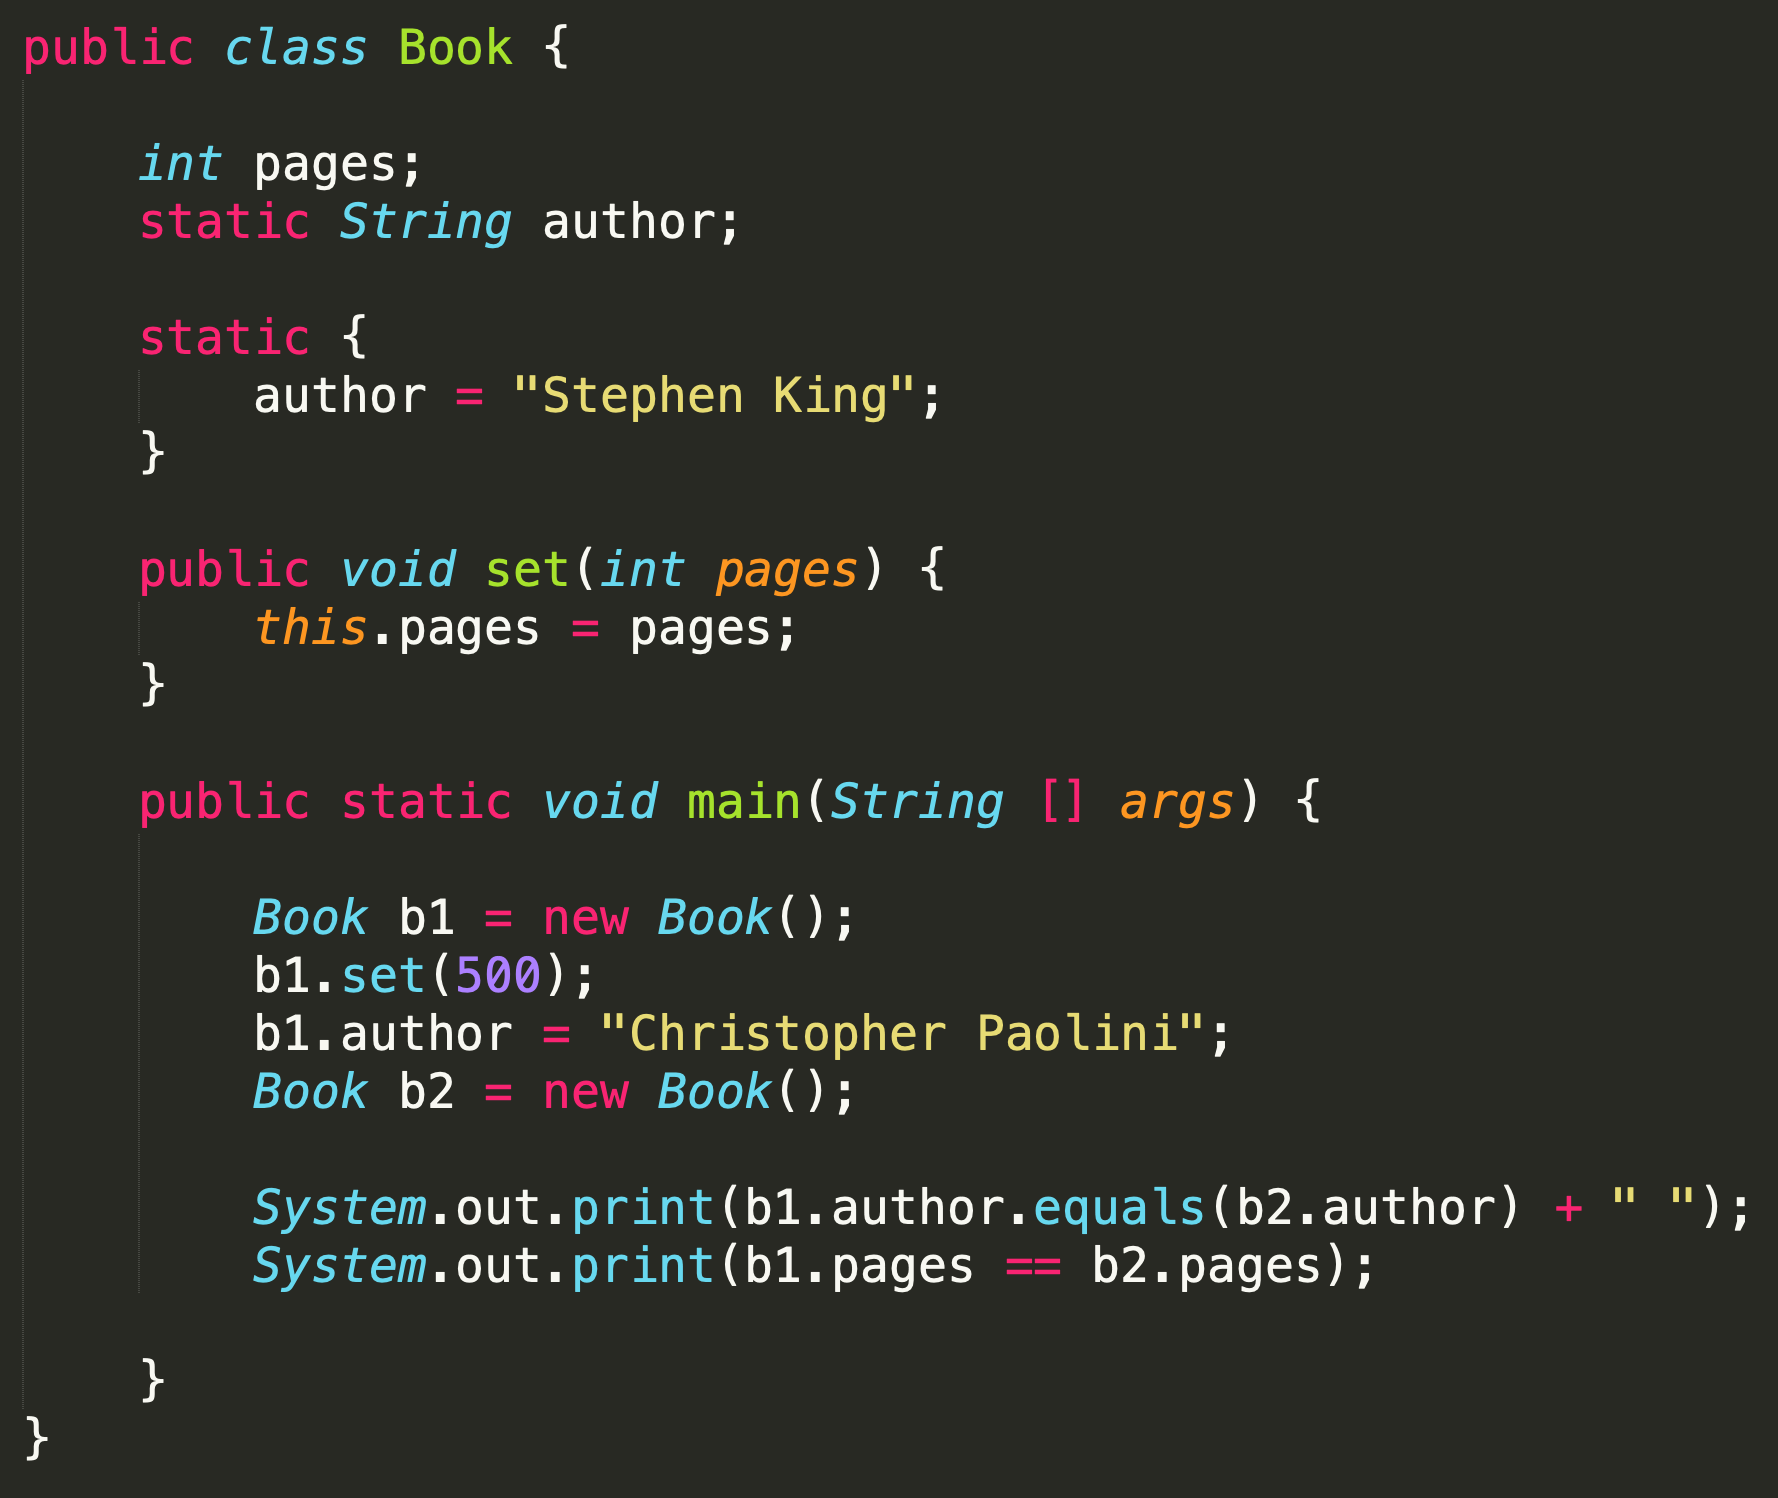 public class Book {
    int pages;
    static String author;
    static {
        author = "Stephen King";
    }
    public void set(int pages) {
        this.pages = pages;
    }
    public static void main(String [] args) {
        Book b1 = new Book();
        b1.set(500);
        b1.author = "Christopher Paolini";
        Book b2 = new Book();
        System.out.print(b1.author.equals(b2.author) + " ");
        System.out.print(b1.pages == b2.pages);
    }
}